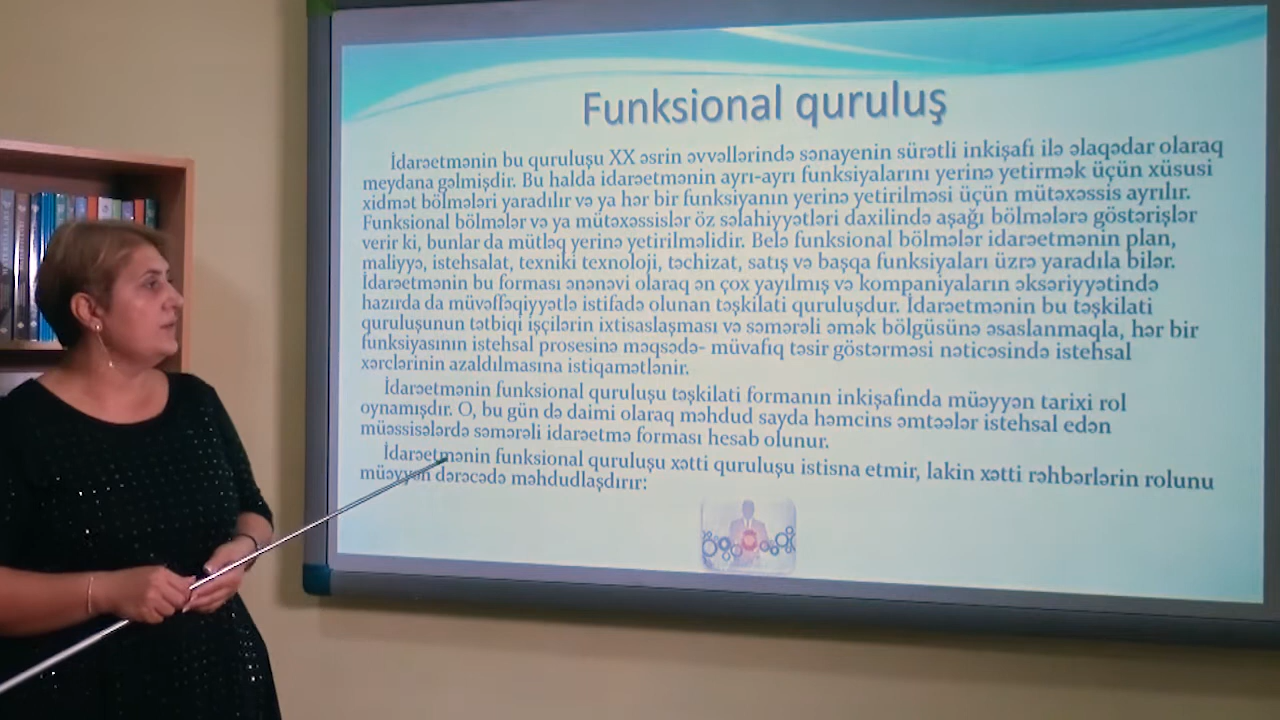 Funksional quruluş
İdarəetmənin bu quruluşu XX əsrin əvvəllərində sənayenin sürətli inkişafı ilə əlaqədar olaraq
meydana gəlmişdir. Bu halda idarəetmənin ayrı-ayrı funksiyalarını yerinə yetirmək üçün xüsusi
xidmət bölmələri yaradılır və ya hər bir funksiyanın yerinə yetirilməsi üçün mütəxəssis ayrılır.
Funksional bölmələr və ya mütəxəssislər öz səlahiyyətləri daxilində aşağı bölmələrə göstərişlər
verir ki, bunlar da mütləq yerinə yetirilməlidir. Belə funksional bölmələr idarəetmənin plan,
maliyyə, istehsalat, texniki texnoloji, təchizat, satış və başqa funksiyaları üzrə yaradıla bilər.
İdarəetmənin bu forması ənənəvi olaraq ən çox yayılmış və kompaniyaların əksəriyyətində
hazırda da müvəffəqiyyətlə istifadə olunan təşkilati quruluşdur. İdarəetmənin bu təşkilati
quruluşunun tətbiqi işçilərin ixtisaslaşması və səmərəli əmək bölgüsünə əsaslanmaqla, hər bir
funksiyasının istehsal prosesinə məqsədə- müvafiq təsir göstərməsi nəticəsində istehsal
xərclərinin azaldılmasına istiqamətlənir.
İdarəetmənin funksional quruluşu təşkilati formanın inkişafında müəyyən tarixi rol
oynamışdır. O, bu gün də daimi olaraq məhdud sayda həmcins əmtəələr istehsal edən
müəssisələrdə səmərəli idarəetmə forması hesab olunur.
İdarəetmənin funksional quruluşu xətti quruluşu istisna etmir, lakin xətti rəhbərlərin rolunu
müəyyən dərəcədə məhdudlaşdırır: